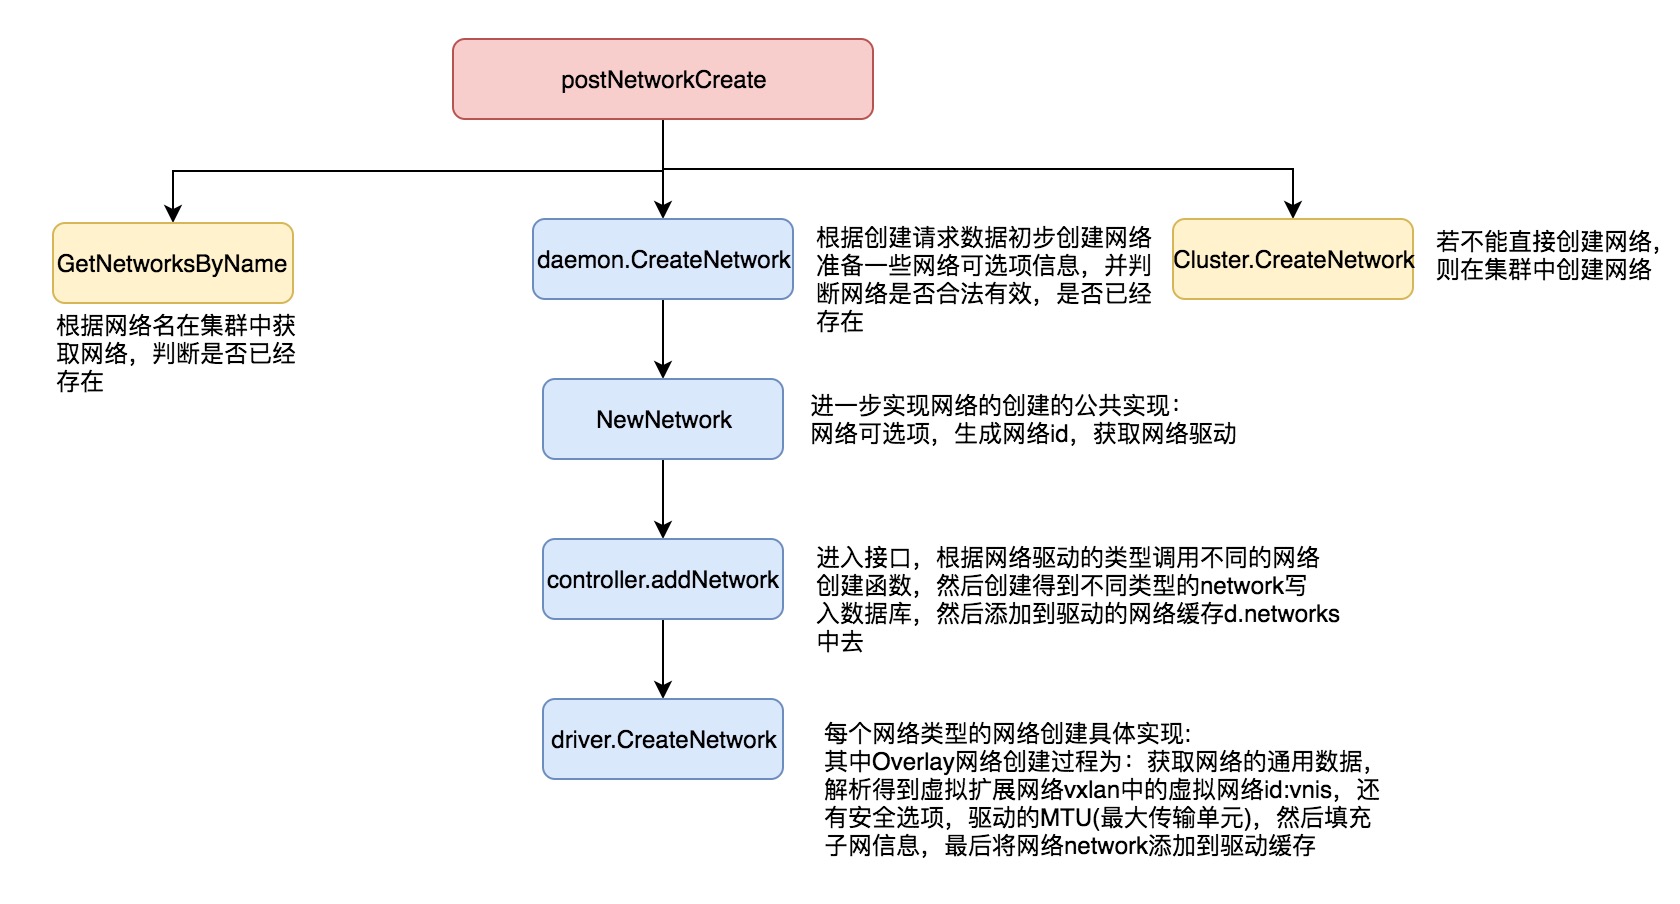 postNetworkCreate
GetNetworksByName
根据网络名在集群中获
取网络，判断是否已经
存在
daemon.CreateNetwork
根据创建请求数据初步创建网络
准备一些网络可选项信息，并判
断网络是否合法有效，是否已经
存在
Cluster.CreateNetwork
若不能直接创建网络，
则在集群中创建网络
NewNetwork
进一步实现网络的创建的公共实现：
网络可选项，生成网络id，获取网络驱动
controller.addNetwork
进入接口，根据网络驱动的类型调用不同的网络
创建函数，然后创建得到不同类型的network写
入数据库，然后添加到驱动的网络缓存d.networks
中去
driver.CreateNetwork
每个网络类型的网络创建具体实现:
其中Overlay网络创建过程为：获取网络的通用数据，
解析得到虚拟扩展网络vxlan中的虚拟网络id:vnis，还
有安全选项，驱动的MTU(最大传输单元)，然后填充
子网信息，最后将网络network添加到驱动缓存